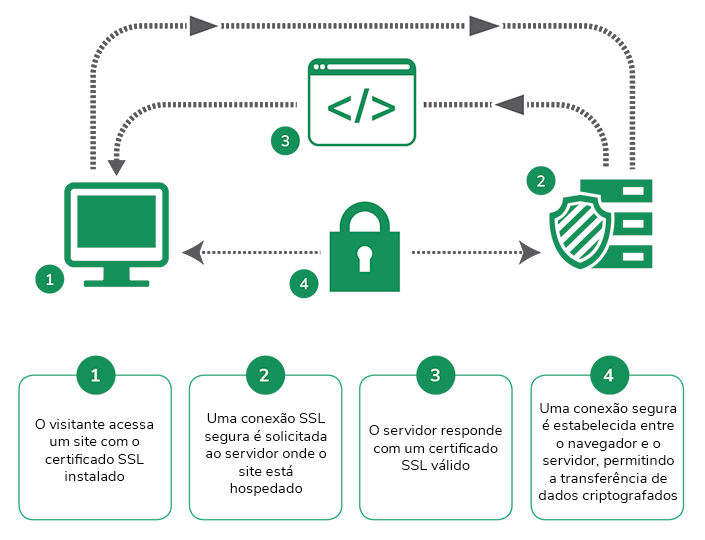 </>
3
2
1
4
1
O visitante acessa
um site com o
certificado SSL
instalado
2
Uma conexão SSL
segura é solicitada
ao servidor onde o
site está
hospedado
3
O servidor responde
com um certificado
SSL válido
4
Uma conexão segura
é estabelecida entre
o navegador e o
servidor, permitindo
a transferência de
dados criptografados